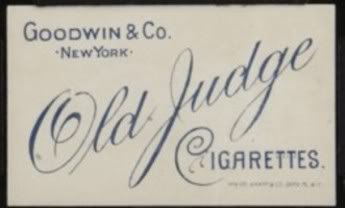 GOODWIN & CO.
·NEW YORK·
Old Judge
CIGARETTES.